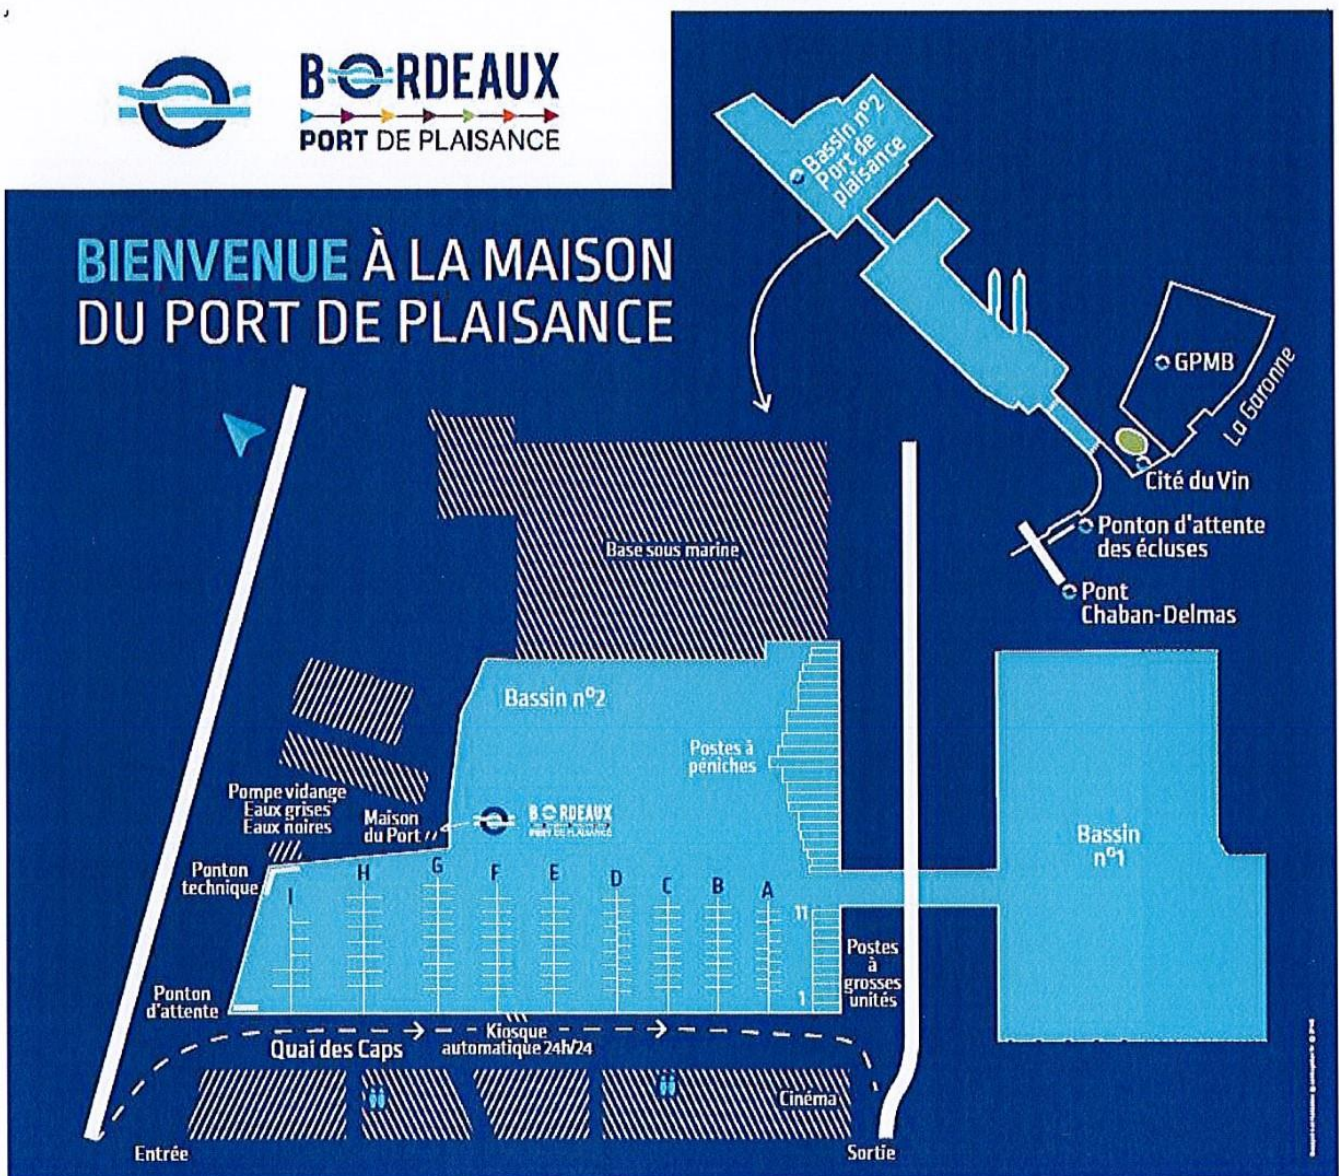 BORDEAUX
PORT DE PLAISANCE
BIENVENUE À LA MAISON
DU PORT DE PLAISANCE
Bassin nº2
Port de
plaisance
GPMB
La Garonne
Cité du Vin
Ponton d'attente
des écluses
Pont
Chaban-Delmas
Base sous marine
Bassin nº2
Postes à
péniches
Pompe vidange
Eaux grises
Eaux noires
Maison
du Port
BORDEAUX
PORT DE PLAISANCE
Bassin
nº1
Ponton
technique
I
H
G
F
E
D
C
B
A
11
1
Postes
à
grosses
unités
Ponton
d'attente
Quai des Caps
Kiosque
automatique 24h/24
Cinéma
Entrée
Sortie